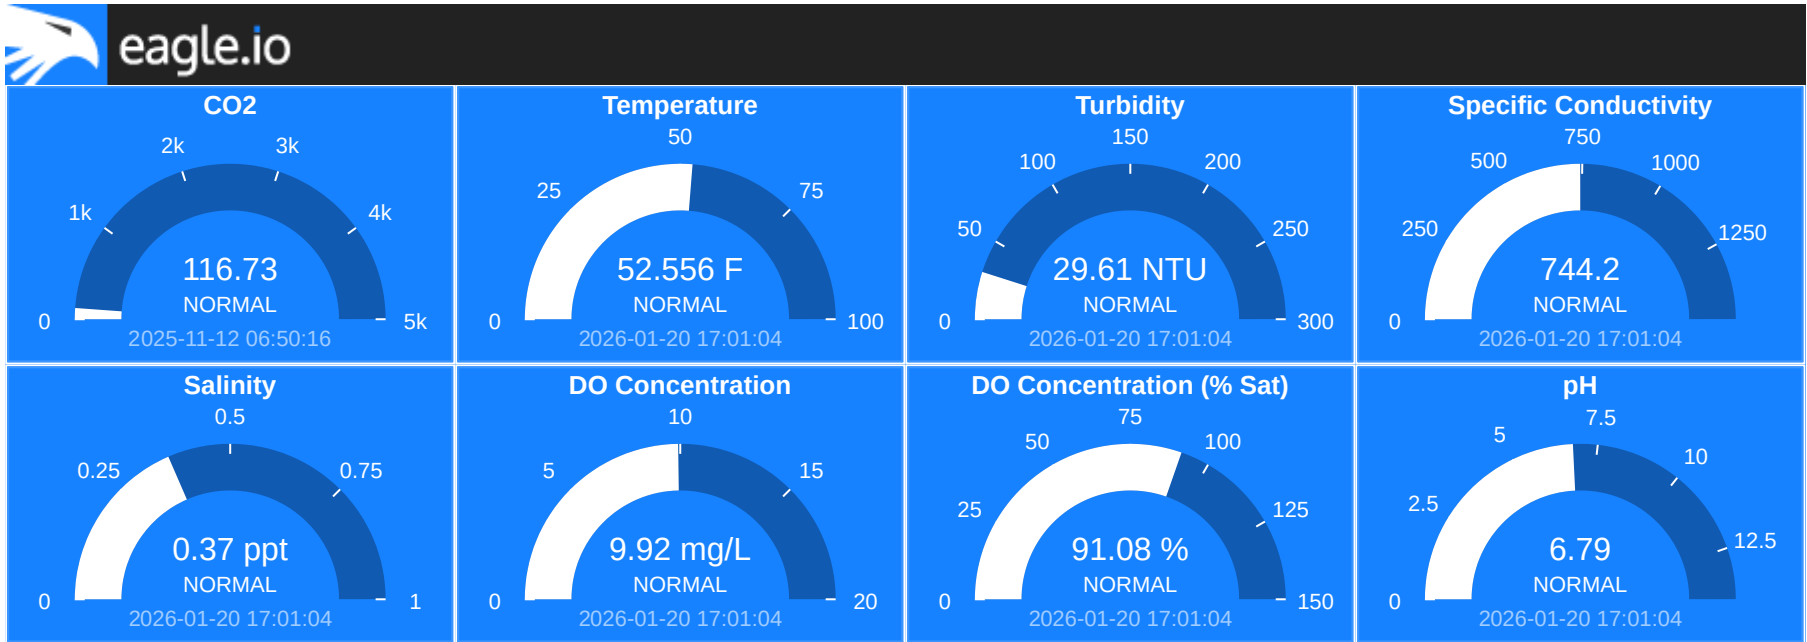 eagle.io
CO2
0
1k
2k
3k
4k
5k
116.73
NORMAL
2025-11-12 06:50:16
Temperature
0
25
50
75
100
52.556 F
NORMAL
2026-01-20 17:01:04
Turbidity
0
50
100
150
200
250
300
29.61 NTU
NORMAL
2026-01-20 17:01:04
Specific Conductivity
0
250
500
750
1000
1250
744.2
NORMAL
2026-01-20 17:01:04
Salinity
0
0.25
0.5
0.75
1
0.37 ppt
NORMAL
2026-01-20 17:01:04
DO Concentration
0
5
10
15
20
9.92 mg/L
NORMAL
2026-01-20 17:01:04
DO Concentration (% Sat)
0
25
50
75
100
125
150
91.08 %
NORMAL
2026-01-20 17:01:04
pH
0
2.5
5
7.5
10
12.5
6.79
NORMAL
2026-01-20 17:01:04